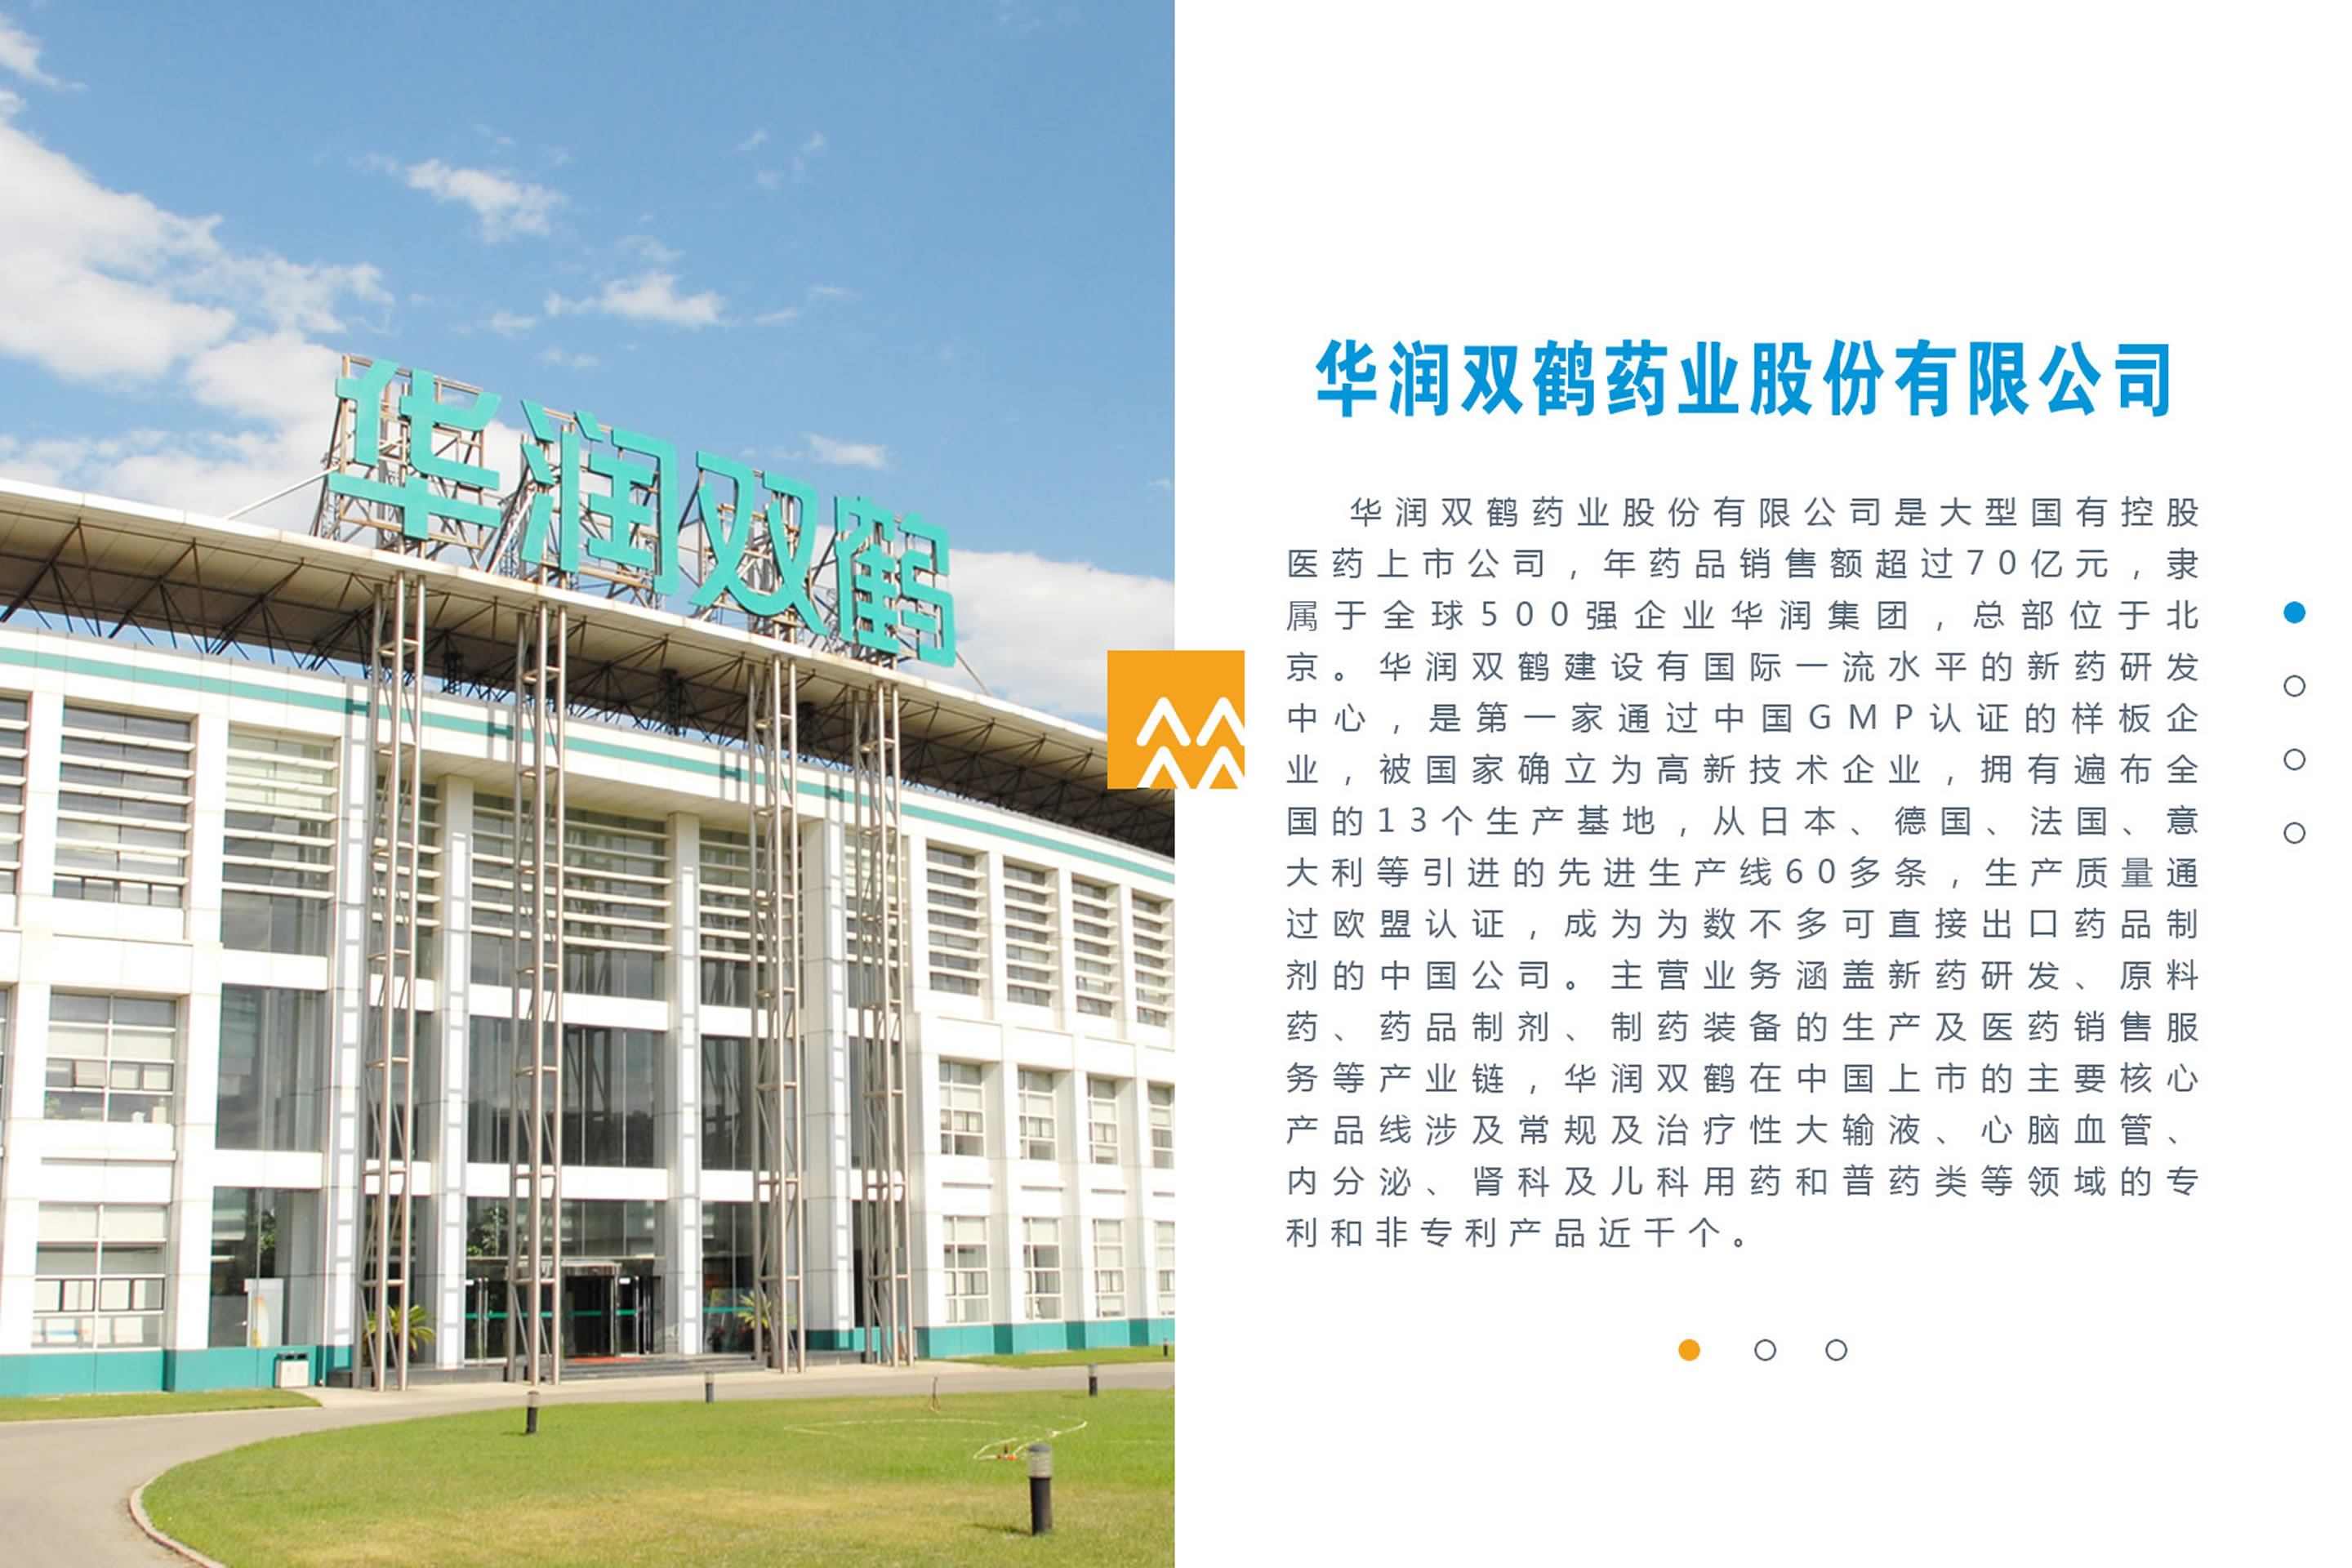 华润双鹤
华润双鹤药业股份有限公司
华润双鹤药业股份有限公司是大型国有控股
医药上市公司，年药品销售额超过70亿元，隶
属于全球500强企业华润集团，总部位于北
京。华润双鹤建设有国际一流水平的新药研发
中心，是第一家通过中国GMP认证的样板企
业，被国家确立为高新技术企业，拥有遍布全
国的13个生产基地，从日本、德国、法国、意
大利等引进的先进生产线60多条，生产质量通
过欧盟认证，成为为数不多可直接出口药品制
剂的中国公司。主营业务涵盖新药研发、原料
药、药品制剂、制药装备的生产及医药销售服
务等产业链，华润双鹤在中国上市的主要核心
产品线涉及常规及治疗性大输液、心脑血管、
内分泌、肾科及儿科用药和普药类等领域的专
利和非专利产品近千个。